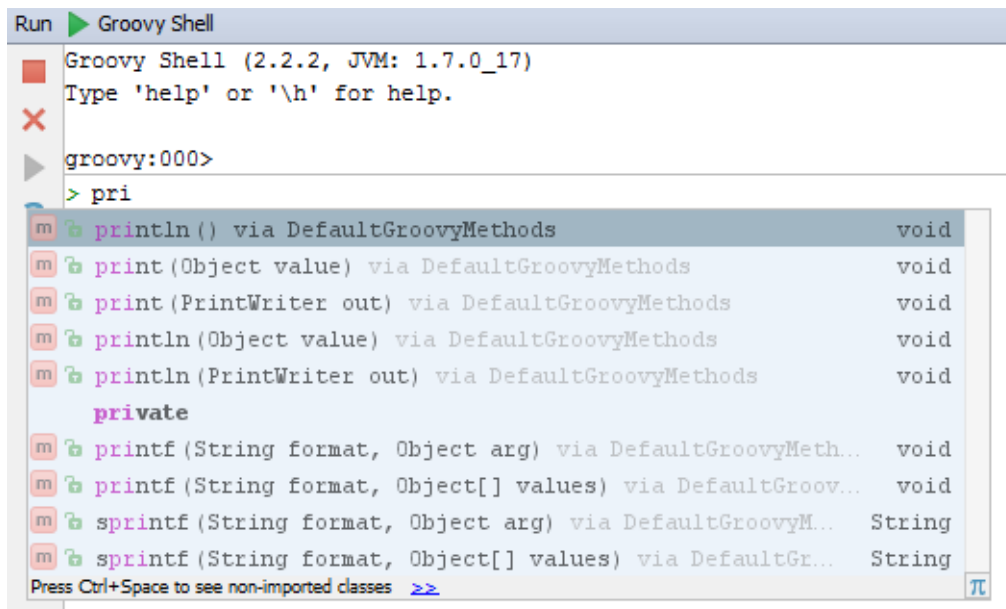 Run Groovy Shell
Groovy Shell (2.2.2, JVM: 1.7.0_17)
Type 'help' or '\h' for help.
groovy:000>
> pri
m println() via DefaultGroovyMethods void
m print(Object value) via DefaultGroovyMethods void
m print(PrintWriter out) via DefaultGroovyMethods void
m println(Object value) via DefaultGroovyMethods void
m println(PrintWriter out) via DefaultGroovyMethods void
private
m printf(String format, Object arg) via DefaultGroovyMeth... void
m printf(String format, Object[] values) via DefaultGroov... void
m sprintf(String format, Object arg) via DefaultGroovyM... String
m sprintf(String format, Object[] values) via DefaultGr... String
Press Ctrl+Space to see non-imported classes >> π